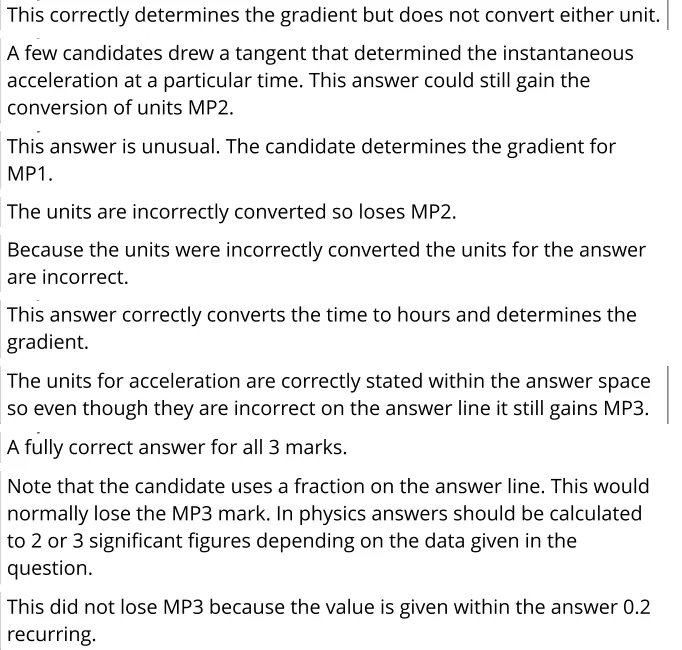 This correctly determines the gradient but does not convert either unit.
A few candidates drew a tangent that determined the instantaneous
acceleration at a particular time. This answer could still gain the
conversion of units MP2.
This answer is unusual. The candidate determines the gradient for
MP1.
The units are incorrectly converted so loses MP2.
Because the units were incorrectly converted the units for the answer
are incorrect.
This answer correctly converts the time to hours and determines the
gradient.
The units for acceleration are correctly stated within the answer space
so even though they are incorrect on the answer line it still gains MP3.
A fully correct answer for all 3 marks.
Note that the candidate uses a fraction on the answer line. This would
normally lose the MP3 mark. In physics answers should be calculated
to 2 or 3 significant figures depending on the data given in the
question.
This did not lose MP3 because the value is given within the answer 0.2
recurring.